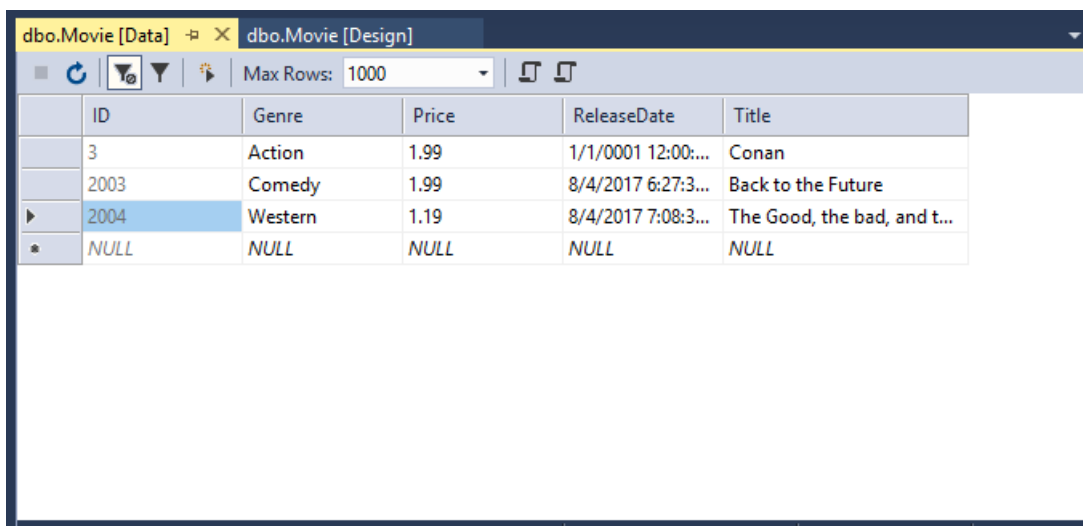 dbo.Movie [Data] dbo.Movie [Design]
Max Rows: 1000
ID Genre Price ReleaseDate Title
3 Action 1.99 1/1/0001 12:00:... Conan
2003 Comedy 1.99 8/4/2017 6:27:3... Back to the Future
2004 Western 1.19 8/4/2017 7:08:3... The Good, the bad, and t...
NULL NULL NULL NULL NULL